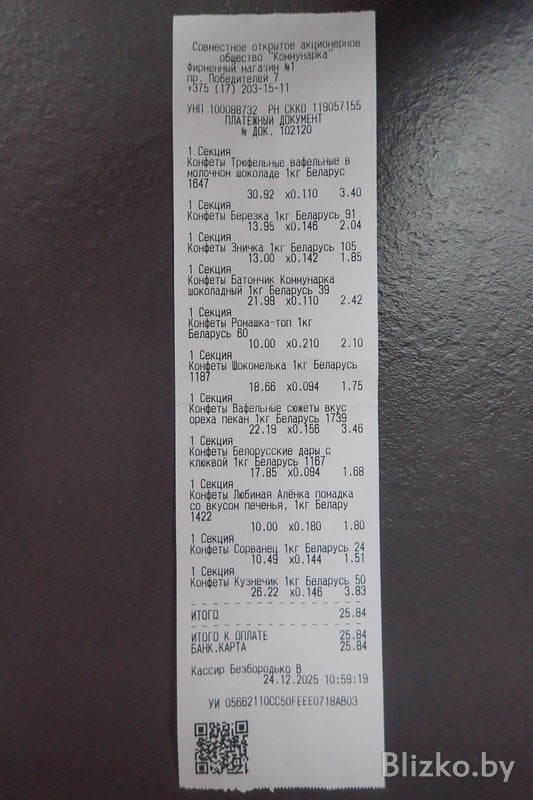 Совместное открытое акционерное
общество "Коммунарка"
Фирменный магазин №1
пр. Победителей 7
+375 (17) 203-15-11
УНП 100088732 РН СККО 119057155
ПЛАТЕЖНЫЙ ДОКУМЕНТ
№ ДОК. 102120
1 Секция
Конфеты Трюфельные вафельные в
молочном шоколаде 1кг Беларус
1647
30.92 x0.110 3.40
1 Секция
Конфеты Березка 1кг Беларусь 91
13.95 x0.146 2.04
1 Секция
Конфеты Зничка 1кг Беларусь 105
13.00 x0.142 1.85
1 Секция
Конфеты Батончик Коммунарка
шоколадный 1кг Беларусь 39
21.99 x0.110 2.42
1 Секция
Конфеты Ромашка-топ 1кг
Беларусь 60
10.00 x0.210 2.10
1 Секция
Конфеты Шокомелька 1кг Беларусь
1187
18.66 x0.094 1.75
1 Секция
Конфеты Вафельные сюжеты вкус
ореха пекан 1кг Беларусь 1739
22.19 x0.156 3.46
1 Секция
Конфеты Белорусские дары с
клюквой 1кг Беларусь 1167
17.85 x0.094 1.68
1 Секция
Конфеты Любимая Алёнка помадка
со вкусом печенья, 1кг Белару
1422
10.00 x0.180 1.80
1 Секция
Конфеты Сорванец 1кг Беларусь 24
10.49 x0.144 1.51
1 Секция
Конфеты Кузнечик 1кг Беларусь 50
26.22 x0.146 3.83
ИТОГО 25.84
ИТОГО К ОПЛАТЕ 25.84
БАНК.КАРТА 25.84
Кассир Безбородько В
24.12.2025 10:59:19
УИ 05662110CC50FEEE0718AB03
Blizko.by